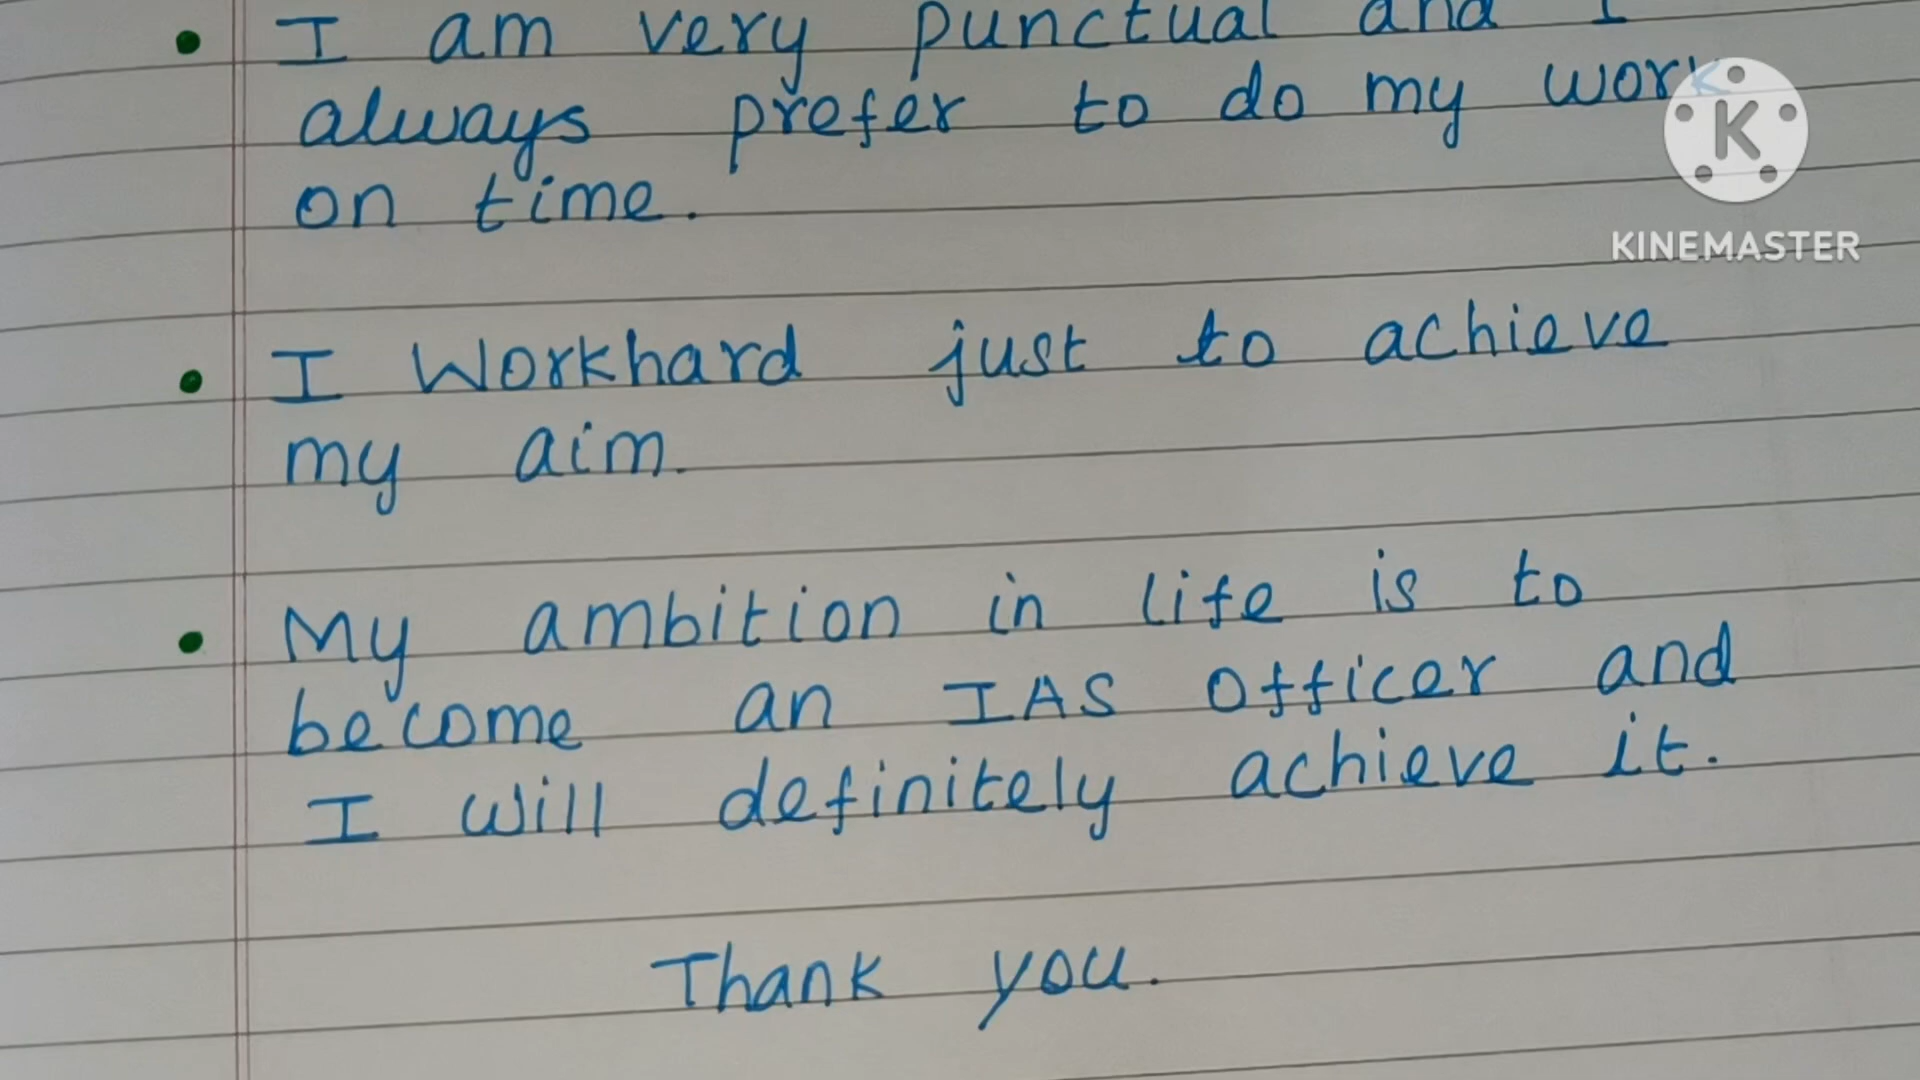 I am very punctual and I
always prefer to do my work
on time.
I Workhard just to achieve
my aim.
My ambition in life is to
become an IAS Officer and
I will definitely achieve it.
Thank you.
K
KINEMASTER